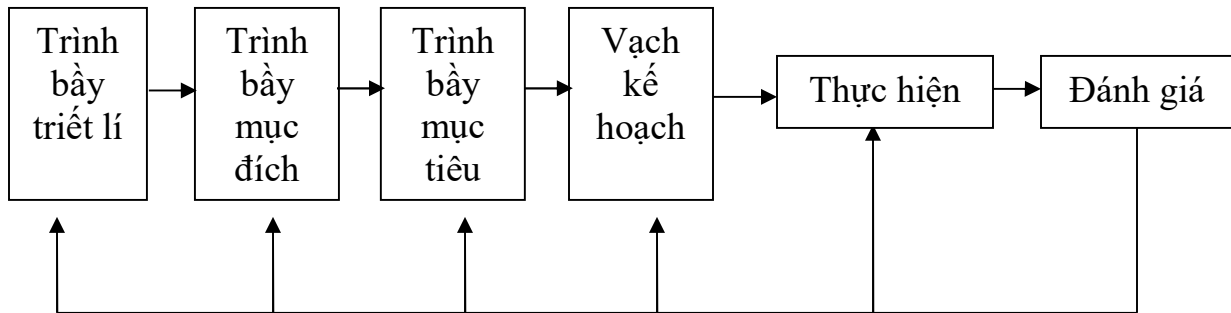 Trình
bầy
triết lí
Trình
bầy
mục
đích
Trình
bầy
mục
tiêu
Vạch
kế
hoạch
Thực hiện
Đánh giá